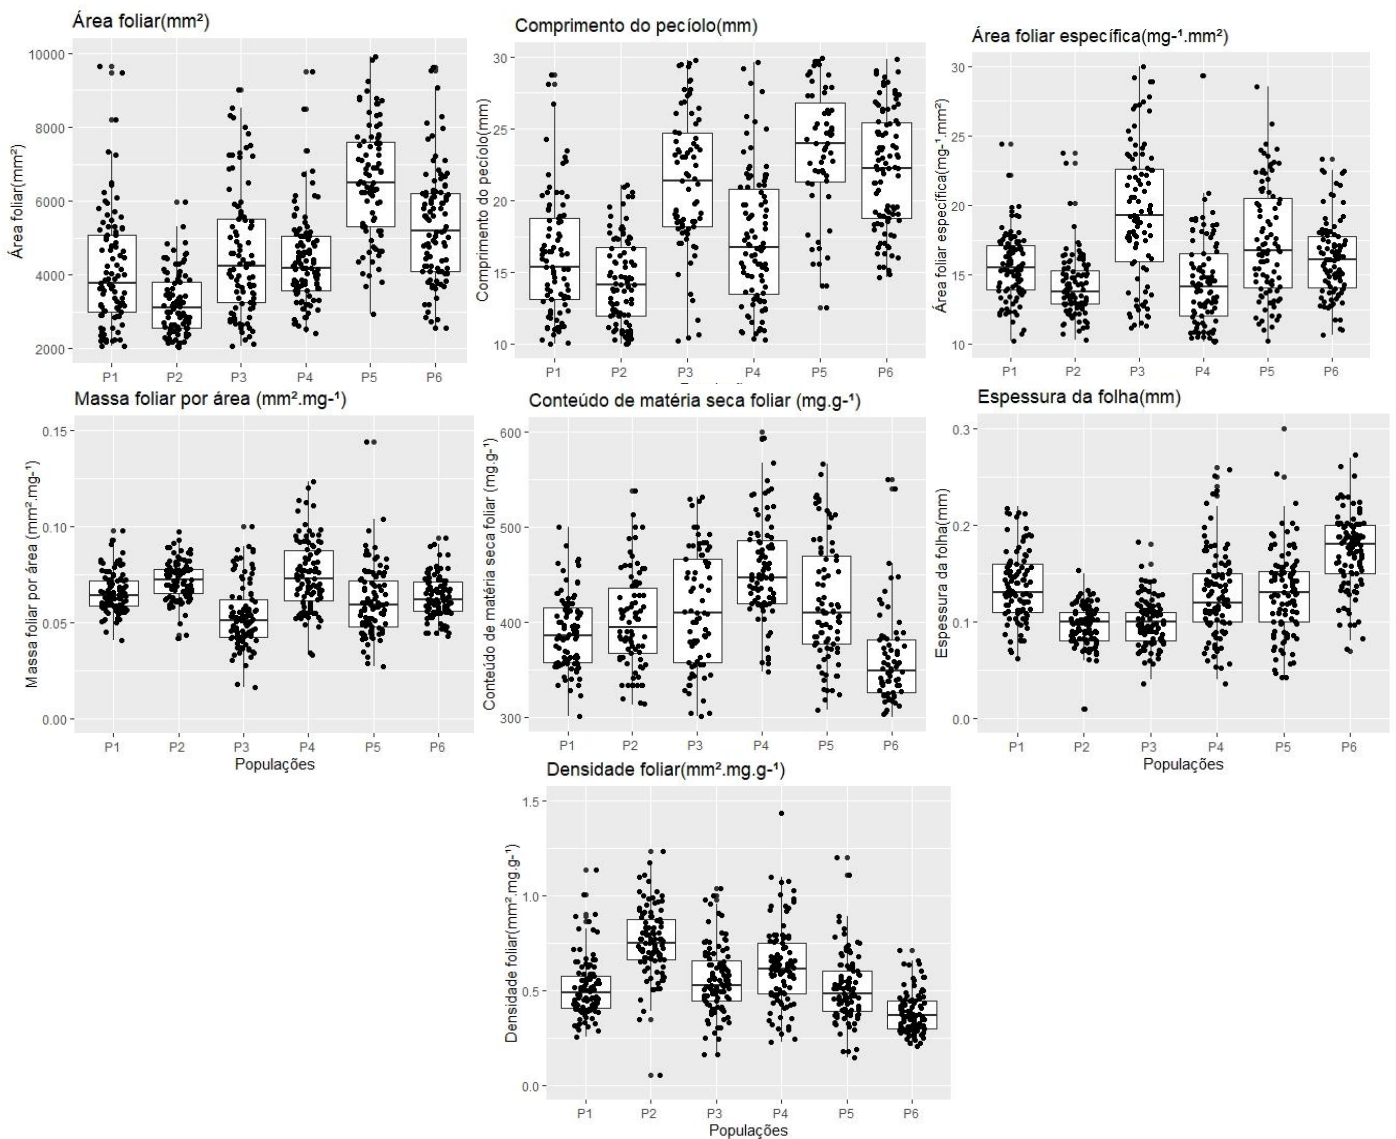 Área foliar(mm²)
Área foliar(mm²)
10000
8000
6000
4000
2000
P1 P2 P3 P4 P5 P6
Comprimento do pecíolo(mm)
Comprimento do pecíolo(mm)
30
25
20
15
10
P1 P2 P3 P4 P5 P6
Área foliar específica(mg-¹.mm²)
Área foliar específica(mg-¹.mm²)
30
25
20
15
10
P1 P2 P3 P4 P5 P6
Massa foliar por área (mm².mg-¹)
Massa foliar por área (mm².mg-¹)
0.15
0.10
0.05
0.00
P1 P2 P3 P4 P5 P6
Populações
Conteúdo de matéria seca foliar (mg.g-¹)
Conteúdo de matéria seca foliar (mg.g-¹)
600
500
400
300
P1 P2 P3 P4 P5 P6
Espessura da folha(mm)
Espessura da folha(mm)
0.3
0.2
0.1
0.0
P1 P2 P3 P4 P5 P6
Populações
Densidade foliar(mm².mg.g-¹)
Densidade foliar(mm².mg.g-¹)
1.5
1.0
0.5
0.0
P1 P2 P3 P4 P5 P6
Populações